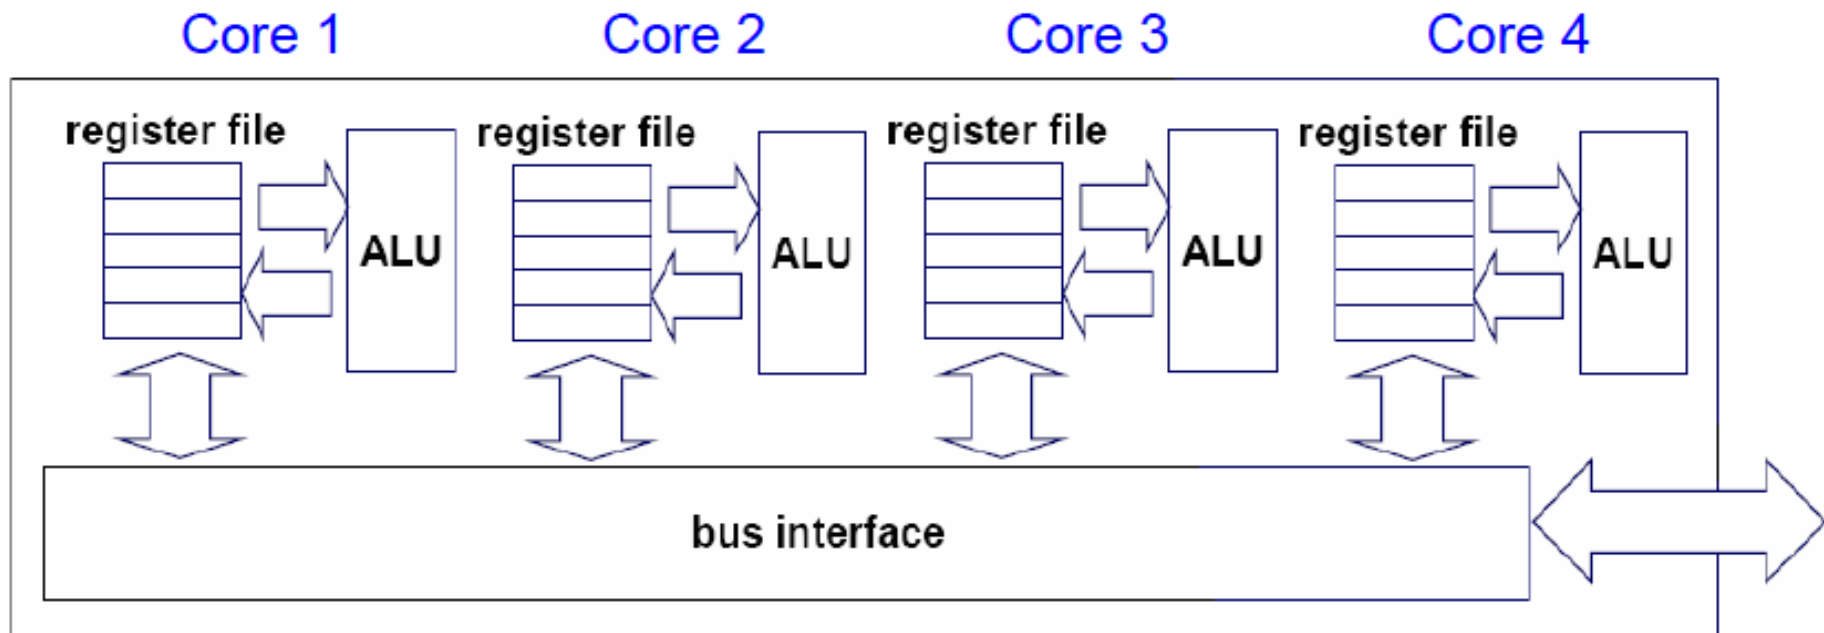 Core 1 Core 2 Core 3 Core 4
register file register file register file register file
ALU ALU ALU ALU
bus interface